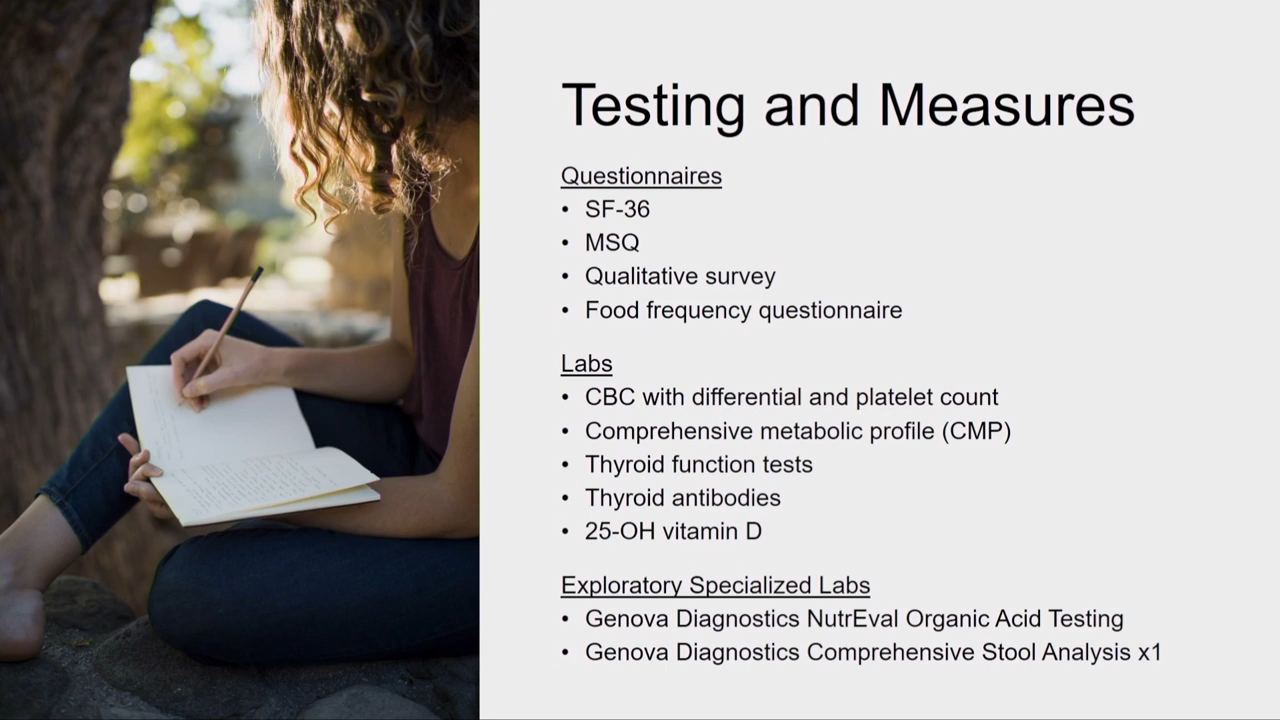 Testing and Measures
Questionnaires
• SF-36
• MSQ
• Qualitative survey
• Food frequency questionnaire
Labs
• CBC with differential and platelet count
• Comprehensive metabolic profile (CMP)
• Thyroid function tests
• Thyroid antibodies
• 25-OH vitamin D
Exploratory Specialized Labs
• Genova Diagnostics NutrEval Organic Acid Testing
• Genova Diagnostics Comprehensive Stool Analysis x1